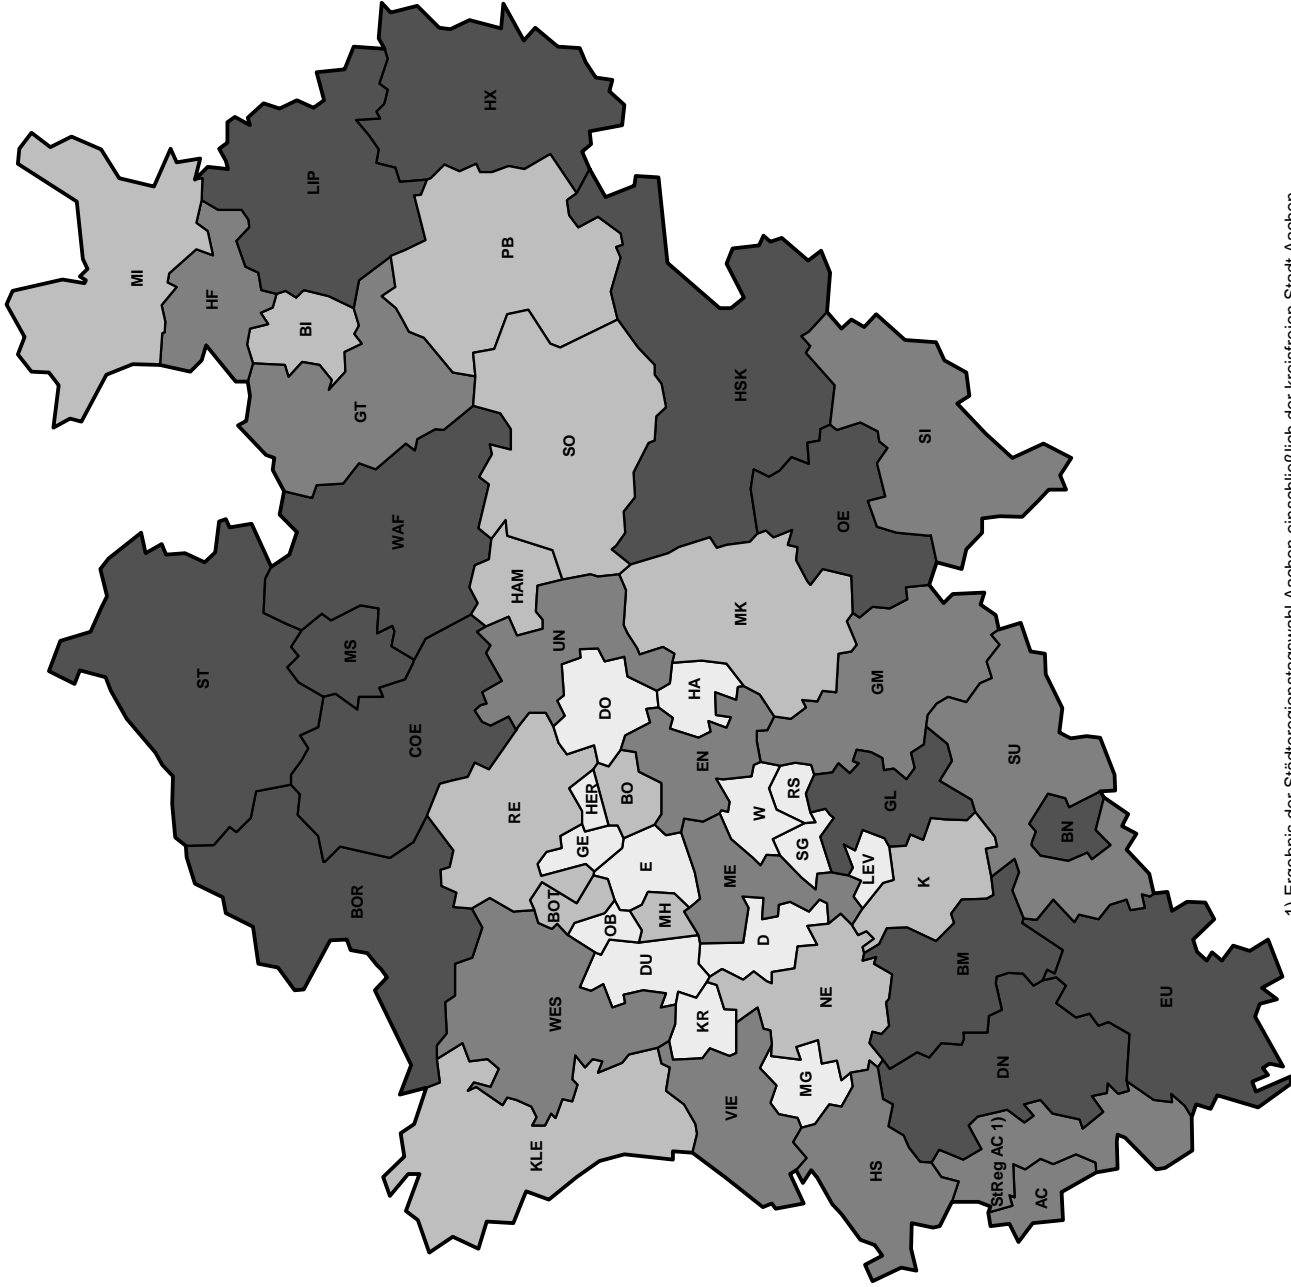 MI
ST
HF
BI
LIP
MS
BOR
GT
WAF
COE
HX
PB
RE
HAM
KLE
BOT
WES
UN
SO
GE
HER
DO
OB
BO
DU
E
MH
HA
KR
EN
ME
VIE
MK
HSK
W
D
RS
SG
MG
NE
OE
LEV
HS
GM
GL
K
SI
BM
StReg AC 1)
DN
SU
AC
BN
EU
1) Ergebnis der Städteregionstagswahl Aachen einschließlich der kreisfreien Stadt Aachen